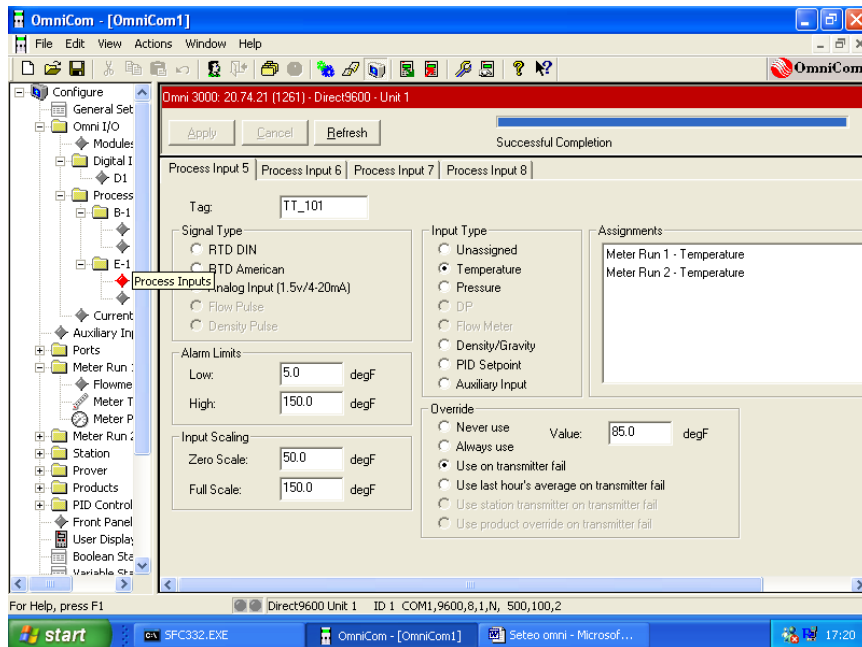 OmniCom - [OmniCom1]
File Edit View Actions Window Help
OmniCom
Configure
General Set
Omni I/O
Modules
Digital I
D1
Process
B-1
E-1
Process Inputs
Current
Auxiliary Inp
Ports
Meter Run 1
Flowme
Meter T
Meter P
Meter Run 2
Station
Prover
Products
PID Control
Front Panel
User Display
Boolean Sta
Variable Sta
Omni 3000: 20.74.21 (1261) - Direct9600 - Unit 1
Apply Cancel Refresh
Successful Completion
Process Input 5 Process Input 6 Process Input 7 Process Input 8
Tag: TT_101
Signal Type
RTD DIN
RTD American
Analog Input (1.5v/4-20mA)
Flow Pulse
Density Pulse
Alarm Limits
Low: 5.0 degF
High: 150.0 degF
Input Scaling
Zero Scale: 50.0 degF
Full Scale: 150.0 degF
Input Type
Unassigned
Temperature
Pressure
DP
Flow Meter
Density/Gravity
PID Setpoint
Auxiliary Input
Assignments
Meter Run 1 - Temperature
Meter Run 2 - Temperature
Override
Never use
Value: 85.0 degF
Always use
Use on transmitter fail
Use last hour's average on transmitter fail
Use station transmitter on transmitter fail
Use product override on transmitter fail
For Help, press F1
Direct9600 Unit 1 ID 1 COM1,9600,8,1,N, 500,100,2
start
SFC332.EXE
OmniCom - [OmniCom1]
Seteo omni - Microsof...
17:20